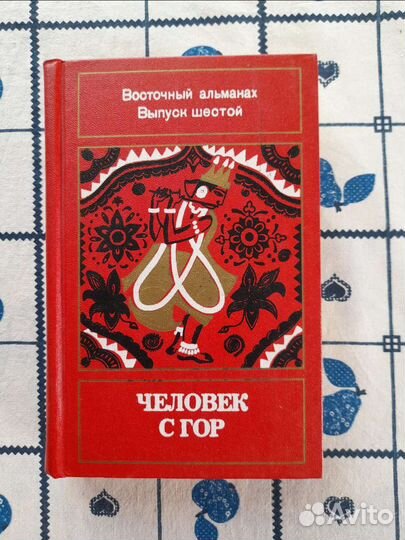 Восточный альманах
Выпуск шестой
ЧЕЛОВЕК
С ГОР
Avito